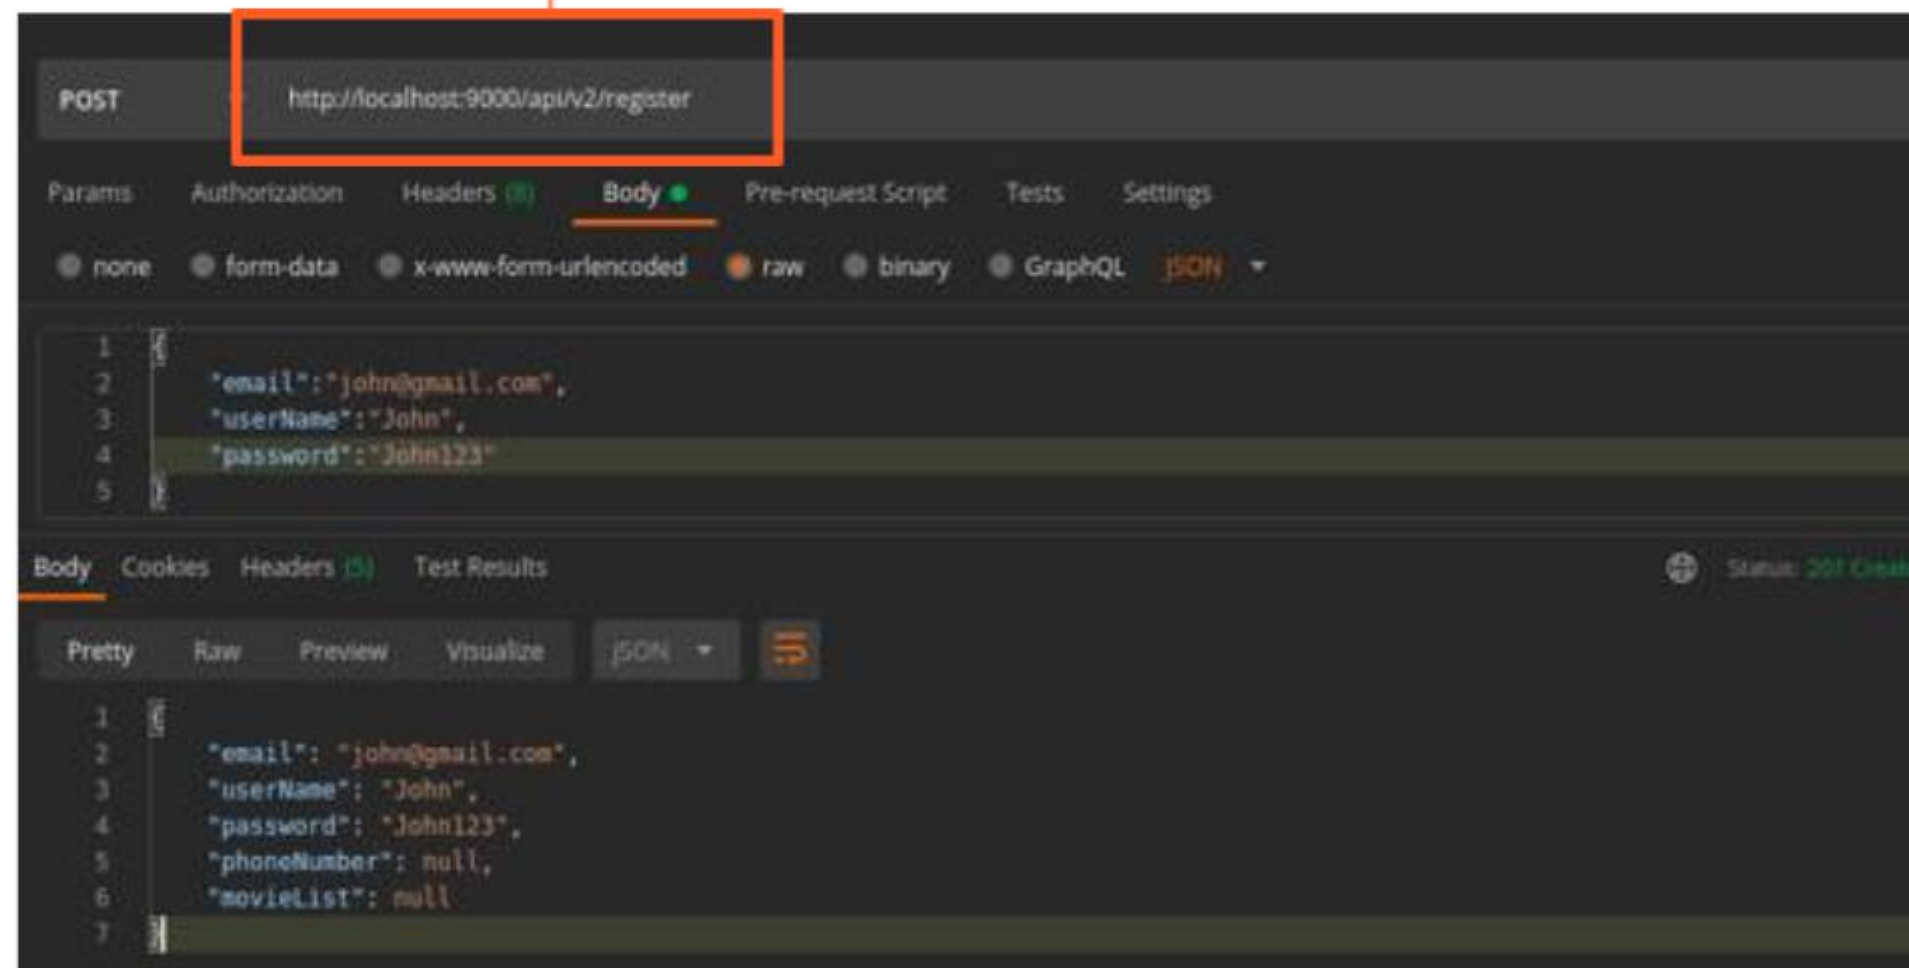 POST http://localhost:9000/api/v2/register
Params Authorization Headers (8) Body Pre-request Script Tests Settings
none form-data x-www-form-urlencoded raw binary GraphQL JSON
1 {
2 "email":"john@gmail.com",
3 "userName":"John",
4 "password":"John123"
5 }
Body Cookies Headers (5) Test Results Status: 201
Pretty Raw Preview Visualize JSON
1 {
2 "email": "john@gmail.com",
3 "userName": "John",
4 "password": "John123",
5 "phoneNumber": null,
6 "movieList": null
7 }